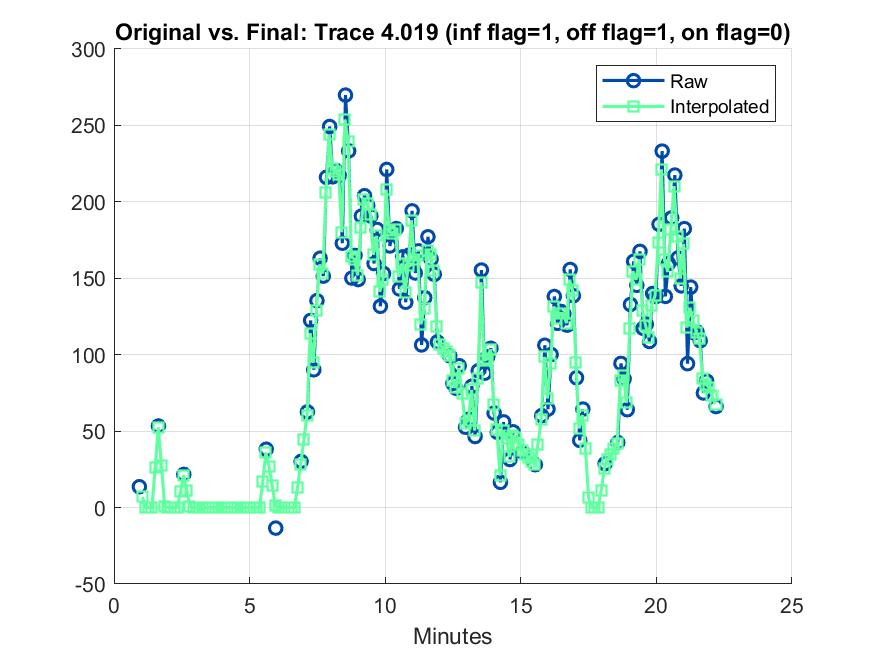 Original vs. Final: Trace 4.019 (inf flag=1, off flag=1, on flag=0)
300
250
200
150
100
50
0
-50
Raw
Interpolated
0 5 10 15 20 25
Minutes